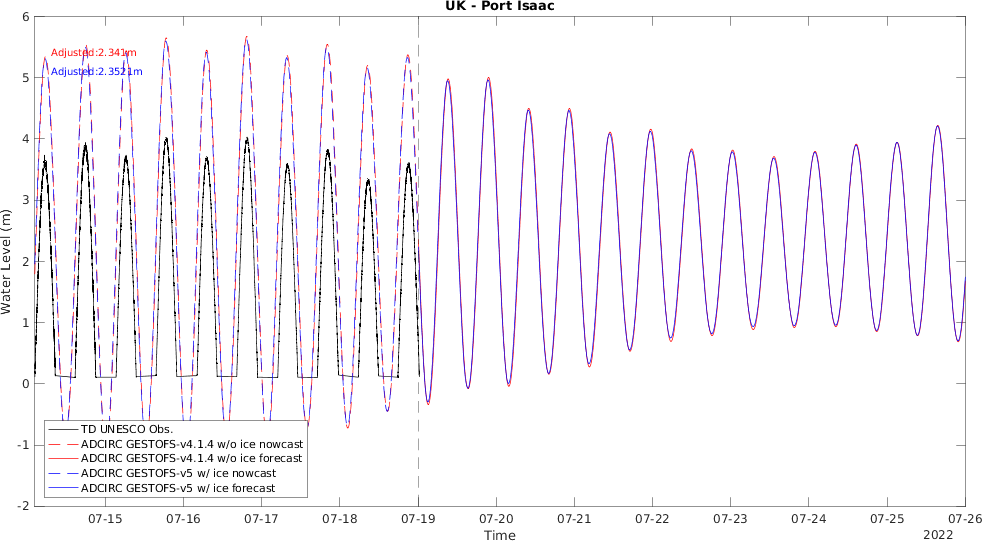 UK - Port Isaac
6
5
4
3
2
1
0
-1
-2
Water Level (m)
Adjusted:2.341m
Adjusted:2.3521m
TD UNESCO Obs.
ADCIRC GESTOFS-v4.1.4 w/o ice nowcast
ADCIRC GESTOFS-v4.1.4 w/o ice forecast
ADCIRC GESTOFS-v5 w/ ice nowcast
ADCIRC GESTOFS-v5 w/ ice forecast
07-15 07-16 07-17 07-18 07-19 07-20 07-21 07-22 07-23 07-24 07-25 07-26
Time
2022